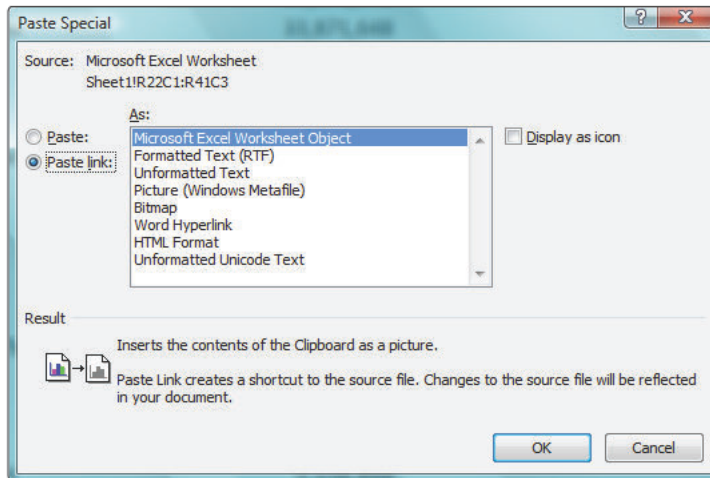 Paste Special
Source: Microsoft Excel Worksheet
Sheet1!R22C1:R41C3
As:
Paste:
Paste link:
Microsoft Excel Worksheet Object
Formatted Text (RTF)
Unformatted Text
Picture (Windows Metafile)
Bitmap
Word Hyperlink
HTML Format
Unformatted Unicode Text
Display as icon
Result
Inserts the contents of the Clipboard as a picture.
Paste Link creates a shortcut to the source file. Changes to the source file will be reflected
in your document.
OK
Cancel